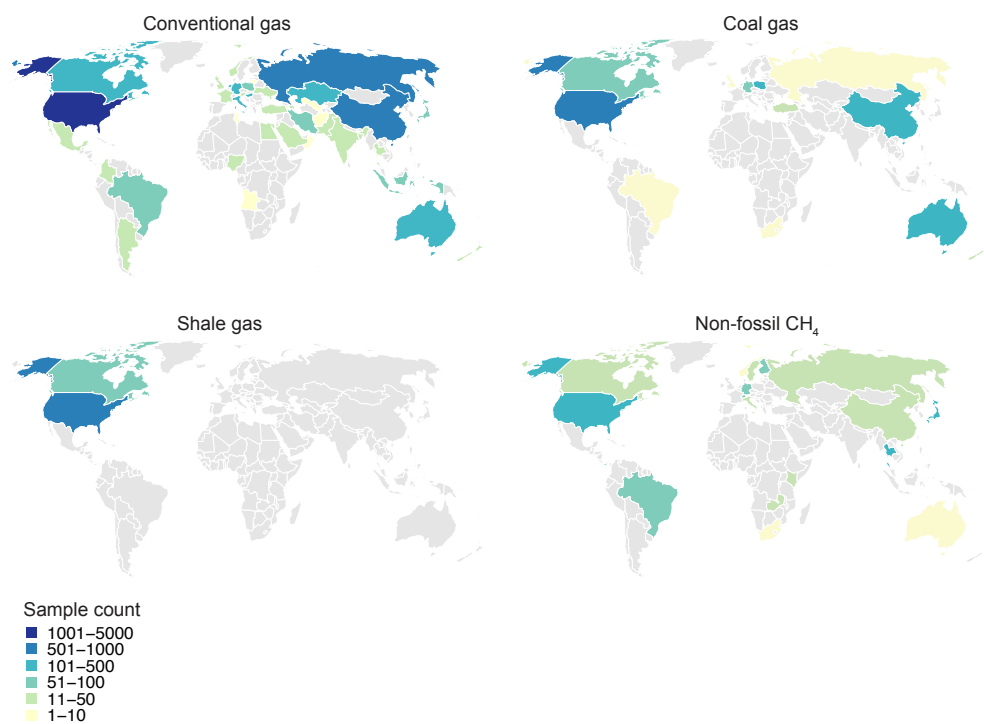 Conventional gas
Coal gas
Shale gas
Non-fossil CH₄
Sample count
1001–5000
501–1000
101–500
51–100
11–50
1–10